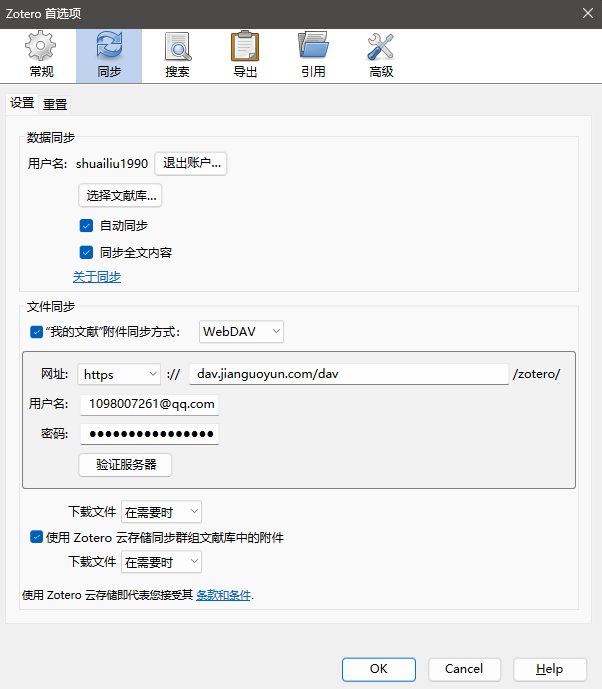 Zotero 首选项
常规 同步 搜索 导出 引用 高级
设置 重置
数据同步
用户名: shuailiu1990 退出账户...
选择文献库...
自动同步
同步全文内容
关于同步
文件同步
“我的文献”附件同步方式: WebDAV
网址: https :// dav.jianguoyun.com/dav /zotero/
用户名: 1098007261@qq.com
密码: ●●●●●●●●●●●●●●●●
验证服务器
下载文件 在需要时
使用 Zotero 云存储同步群组文献库中的附件
下载文件 在需要时
使用 Zotero 云存储即代表您接受其 条款和条件.
OK Cancel Help